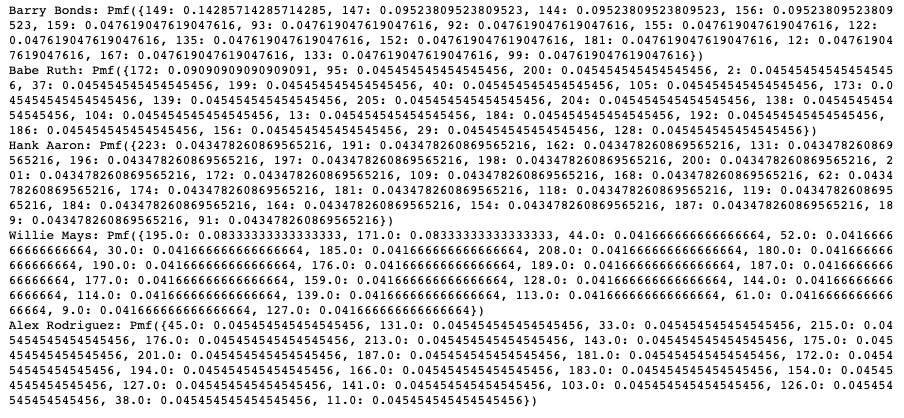 Barry Bonds: Pmf({149: 0.14285714285714285, 147: 0.09523809523809523, 144: 0.09523809523809523, 156: 0.09523809523809
523, 159: 0.047619047619047616, 93: 0.047619047619047616, 92: 0.047619047619047616, 155: 0.047619047619047616, 122:
0.047619047619047616, 135: 0.047619047619047616, 152: 0.047619047619047616, 181: 0.047619047619047616, 12: 0.04761904
7619047616, 167: 0.047619047619047616, 133: 0.047619047619047616, 99: 0.047619047619047616})
Babe Ruth: Pmf({172: 0.09090909090909091, 95: 0.045454545454545456, 200: 0.045454545454545456, 2: 0.04545454545454545
6, 37: 0.045454545454545456, 199: 0.045454545454545456, 40: 0.045454545454545456, 105: 0.045454545454545456, 173: 0.0
45454545454545456, 139: 0.045454545454545456, 205: 0.045454545454545456, 204: 0.045454545454545456, 138: 0.0454545454
54545456, 104: 0.045454545454545456, 13: 0.045454545454545456, 184: 0.045454545454545456, 192: 0.045454545454545456,
186: 0.045454545454545456, 156: 0.045454545454545456, 29: 0.045454545454545456, 128: 0.045454545454545456})
Hank Aaron: Pmf({223: 0.043478260869565216, 191: 0.043478260869565216, 162: 0.043478260869565216, 131: 0.043478260869
565216, 196: 0.043478260869565216, 197: 0.043478260869565216, 198: 0.043478260869565216, 200: 0.043478260869565216, 2
01: 0.043478260869565216, 172: 0.043478260869565216, 109: 0.043478260869565216, 168: 0.043478260869565216, 62: 0.0434
78260869565216, 174: 0.043478260869565216, 181: 0.043478260869565216, 118: 0.043478260869565216, 119: 0.0434782608695
65216, 184: 0.043478260869565216, 164: 0.043478260869565216, 154: 0.043478260869565216, 187: 0.043478260869565216, 18
9: 0.043478260869565216, 91: 0.043478260869565216})
Willie Mays: Pmf({195.0: 0.08333333333333333, 171.0: 0.08333333333333333, 44.0: 0.041666666666666664, 52.0: 0.0416666
66666666664, 30.0: 0.041666666666666664, 185.0: 0.041666666666666664, 208.0: 0.041666666666666664, 180.0: 0.041666666
666666664, 190.0: 0.041666666666666664, 176.0: 0.041666666666666664, 189.0: 0.041666666666666664, 187.0: 0.0416666666
66666664, 177.0: 0.041666666666666664, 159.0: 0.041666666666666664, 128.0: 0.041666666666666664, 144.0: 0.04166666666
6666664, 114.0: 0.041666666666666664, 139.0: 0.041666666666666664, 113.0: 0.041666666666666664, 61.0: 0.0416666666666
66664, 9.0: 0.041666666666666664, 127.0: 0.041666666666666664})
Alex Rodriguez: Pmf({45.0: 0.045454545454545456, 131.0: 0.045454545454545456, 33.0: 0.045454545454545456, 215.0: 0.04
5454545454545456, 176.0: 0.045454545454545456, 213.0: 0.045454545454545456, 143.0: 0.045454545454545456, 175.0: 0.045
454545454545456, 201.0: 0.045454545454545456, 187.0: 0.045454545454545456, 181.0: 0.045454545454545456, 172.0: 0.0454
54545454545456, 194.0: 0.045454545454545456, 166.0: 0.045454545454545456, 183.0: 0.045454545454545456, 154.0: 0.04545
4545454545456, 127.0: 0.045454545454545456, 141.0: 0.045454545454545456, 103.0: 0.045454545454545456, 126.0: 0.045454
545454545456, 38.0: 0.045454545454545456, 11.0: 0.045454545454545456})